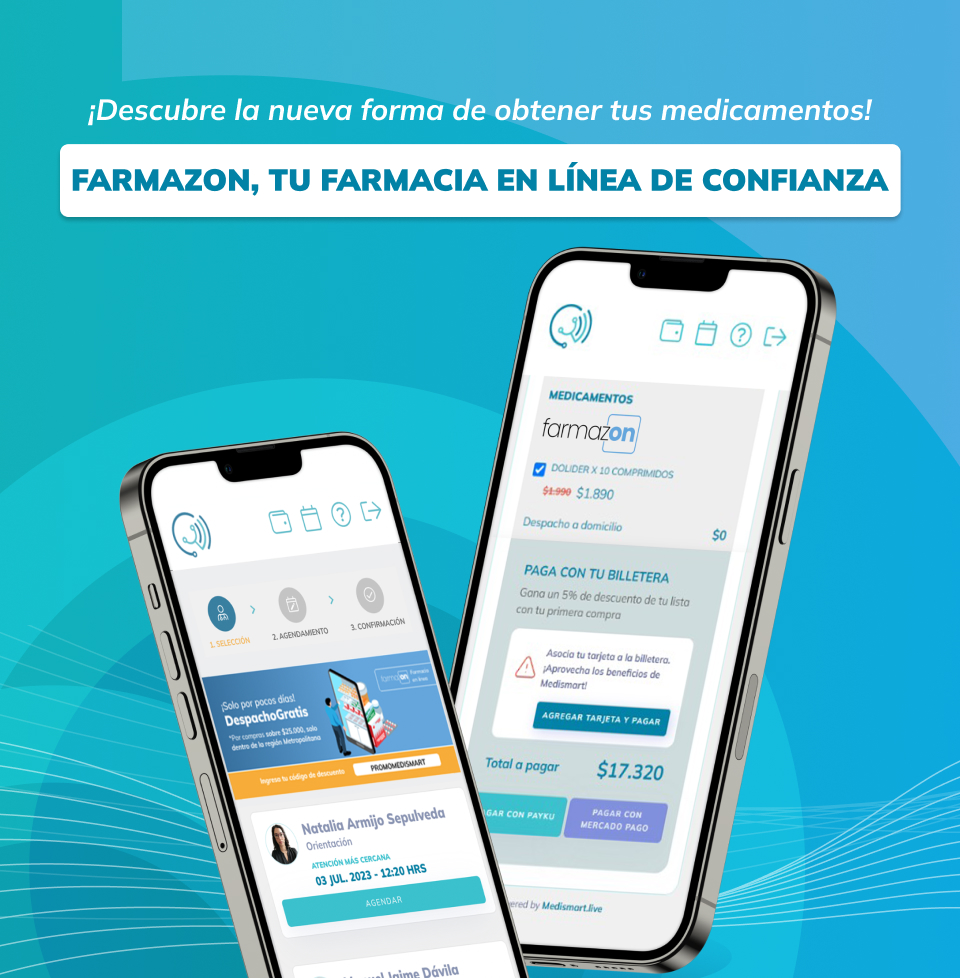 ¡Descubre la nueva forma de obtener tus medicamentos!
FARMAZON, TU FARMACIA EN LÍNEA DE CONFIANZA
MEDICAMENTOS
farmazon
DOLIDER X 10 COMPRIMIDOS
$1.990 $1.890
Despacho a domicilio $0
PAGA CON TU BILLETERA
Gana un 5% de descuento de tu lista
con tu primera compra
Asocia tu tarjeta a la billetera.
¡Aprovecha los beneficios de
Medismart!
AGREGAR TARJETA Y PAGAR
Total a pagar $17.320
GAR CON PAYKU
PAGAR CON
MERCADO PAGO
ered by Medismart.live
1. SELECCIÓN
2. AGENDAMIENTO
3. CONFIRMACIÓN
¡Solo por pocos días!
DespachoGratis
*Por compras sobre $25.000, solo
dentro de la región Metropolitana
farmazon
Farmacia
en línea
Ingresa tu código de descuento
PROMOMEDISMART
Natalia Armijo Sepulveda
Orientación
ATENCIÓN MÁS CERCANA
03 JUL. 2023 - 12:20 HRS
AGENDAR
Jaime Dávila